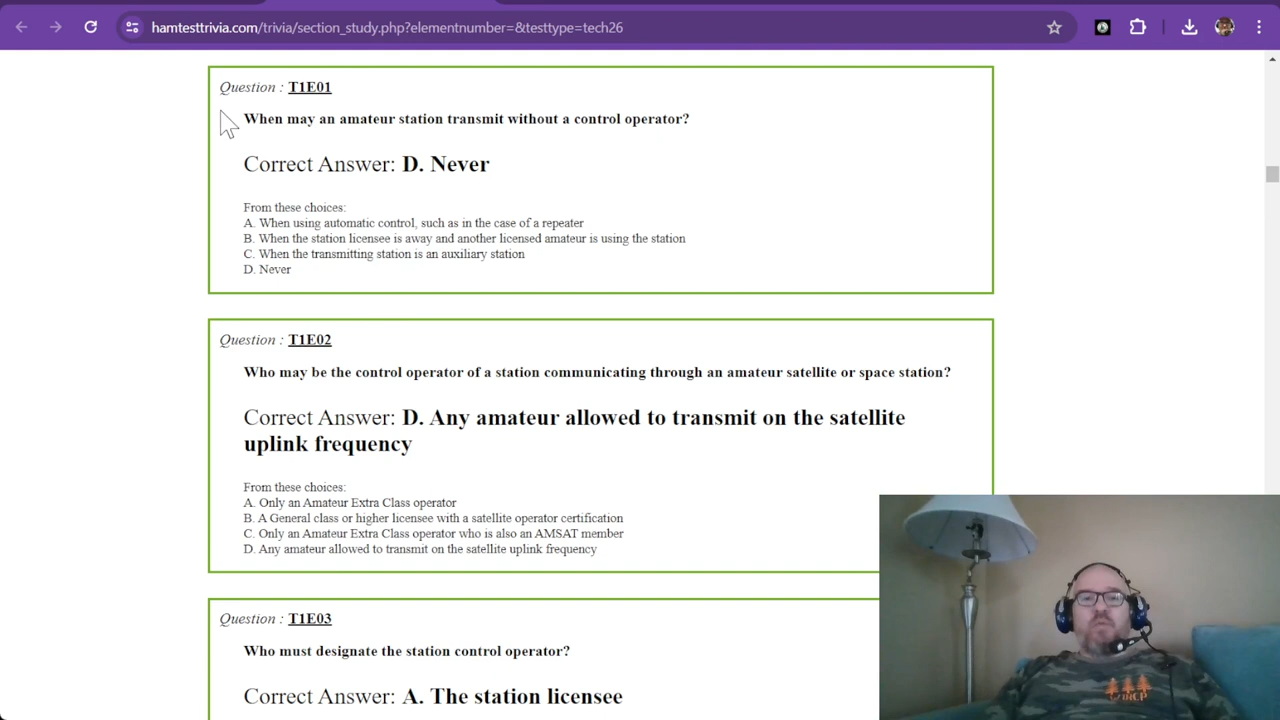 hamtesttrivia.com/trivia/section_study.php?elementnumber=&testtype=tech26
Question : T1E01
When may an amateur station transmit without a control operator?
Correct Answer: D. Never
From these choices:
A. When using automatic control, such as in the case of a repeater
B. When the station licensee is away and another licensed amateur is using the station
C. When the transmitting station is an auxiliary station
D. Never
Question : T1E02
Who may be the control operator of a station communicating through an amateur satellite or space station?
Correct Answer: D. Any amateur allowed to transmit on the satellite
uplink frequency
From these choices:
A. Only an Amateur Extra Class operator
B. A General class or higher licensee with a satellite operator certification
C. Only an Amateur Extra Class operator who is also an AMSAT member
D. Any amateur allowed to transmit on the satellite uplink frequency
Question : T1E03
Who must designate the station control operator?
Correct Answer: A. The station licensee